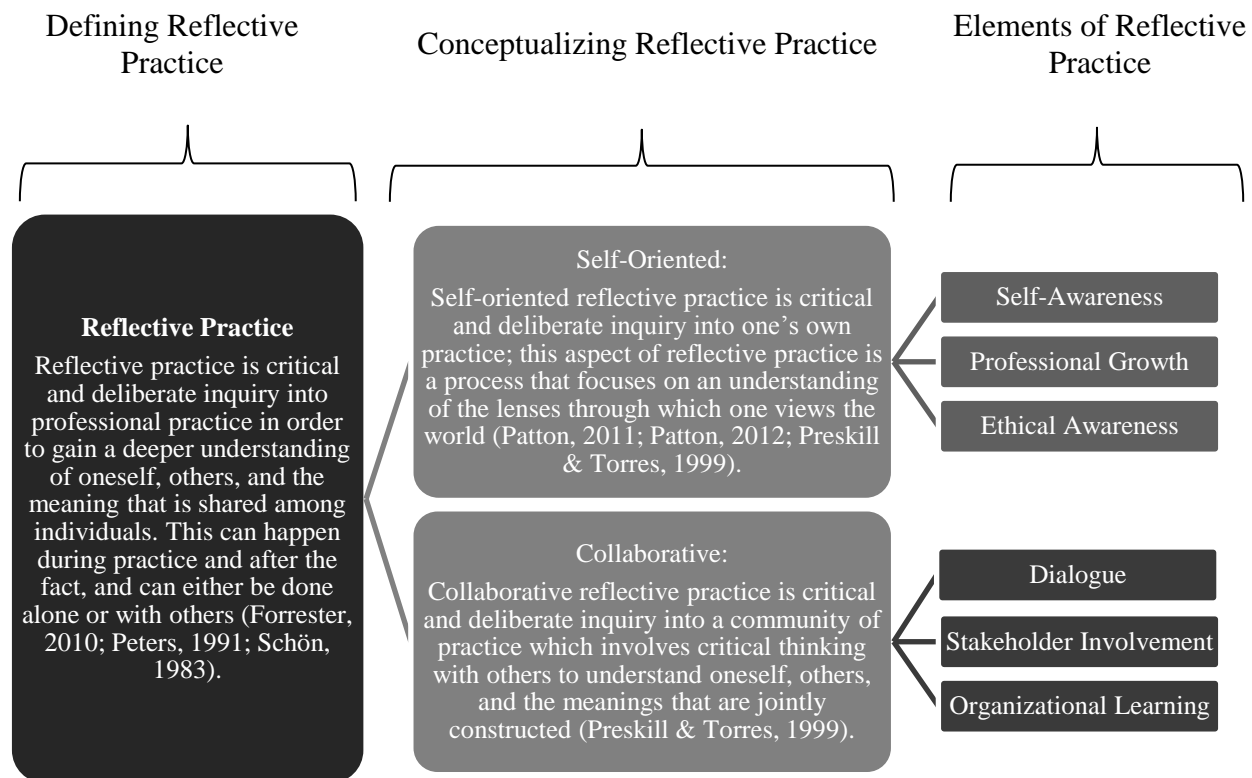 Defining Reflective
Practice
Conceptualizing Reflective Practice
Elements of Reflective
Practice
Reflective Practice
Reflective practice is critical
and deliberate inquiry into
professional practice in order
to gain a deeper understanding
of oneself, others, and the
meaning that is shared among
individuals. This can happen
during practice and after the
fact, and can either be done
alone or with others (Forrester,
2010; Peters, 1991; Schön,
1983).
Self-Oriented:
Self-oriented reflective practice is critical
and deliberate inquiry into one’s own
practice; this aspect of reflective practice is
a process that focuses on an understanding
of the lenses through which one views the
world (Patton, 2011; Patton, 2012; Preskill
& Torres, 1999).
Collaborative:
Collaborative reflective practice is critical
and deliberate inquiry into a community of
practice which involves critical thinking
with others to understand oneself, others,
and the meanings that are jointly
constructed (Preskill & Torres, 1999).
Self-Awareness
Professional Growth
Ethical Awareness
Dialogue
Stakeholder Involvement
Organizational Learning